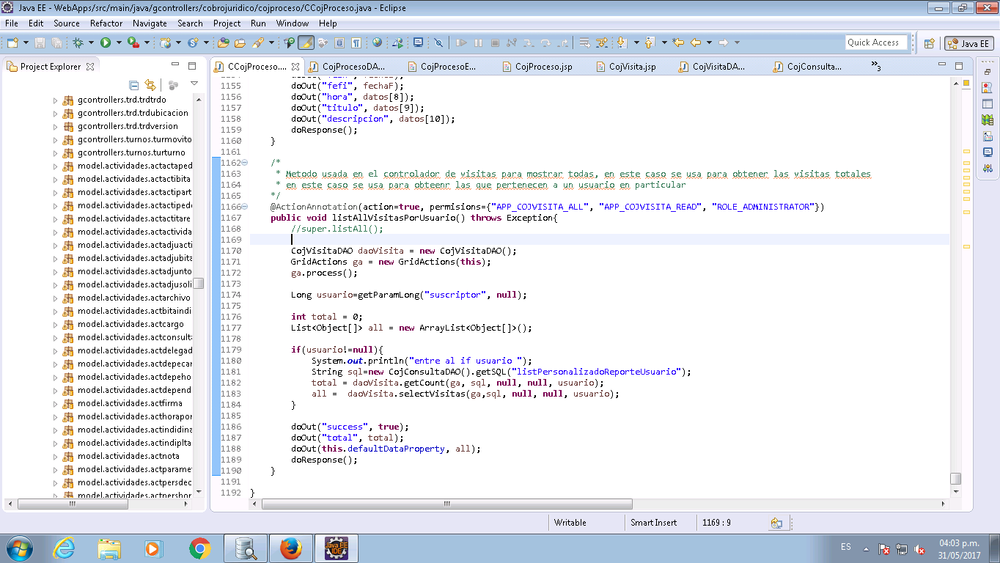 Java EE - WebApps/src/main/java/gcontrollers/cobrojuridico/cojproceso/CCojProceso.java - Eclipse
File Edit Source Refactor Navigate Search Project Run Window Help
Quick Access
Java EE
Project Explorer
CCojProceso....
CojProcesoDA...
CojProcesoE...
CojProceso.jsp
CojVisita.jsp
CojVisitaDA...
CojConsulta...
»3
gcontrollers.trd.trdtrdo
gcontrollers.trd.trdubicacion
gcontrollers.trd.trdversion
gcontrollers.turnos.turmovito
gcontrollers.turnos.turturno
model.actividades.actactaped
model.actividades.actactibita
model.actividades.actactipart
model.actividades.actactipedo
model.actividades.actactitare
model.actividades.actactivida
model.actividades.actadjuacti
model.actividades.actadjubita
model.actividades.actadjunto
model.actividades.actadjusoli
model.actividades.actarchivo
model.actividades.actbitaindi
model.actividades.actcargo
model.actividades.actconsulta
model.actividades.actdelegad
model.actividades.actdepecar
model.actividades.actdepeho
model.actividades.actdepend
model.actividades.actfirma
model.actividades.acthorapor
model.actividades.actindidina
model.actividades.actindiplta
model.actividades.actnota
model.actividades.actparamet
model.actividades.actpersdec
1155 doOut("fefi", fechaF);
1156 doOut("hora", datos[8]);
1157 doOut("titulo", datos[9]);
1158 doOut("descripcion", datos[10]);
1159 doResponse();
1160 }
1161
1162 /*
1163 * Metodo usada en el controlador de visitas para mostrar todas, en este caso se usa para obtener las visitas totales
1164 * en este caso se usa para obteenr las que pertenecen a un usuario en particular
1165 */
1166 @ActionAnnotation(action=true, permisions={"APP_COJVISITA_ALL", "APP_COJVISITA_READ", "ROLE_ADMINISTRATOR"})
1167 public void listAllVisitasPorUsuario() throws Exception{
1168 //super.listAll();
1169
1170 CojVisitaDAO daoVisita = new CojVisitaDAO();
1171 GridActions ga = new GridActions(this);
1172 ga.process();
1173
1174 Long usuario=getParamLong("suscriptor", null);
1175
1176 int total = 0;
1177 List<Object[]> all = new ArrayList<Object[]>();
1178
1179 if(usuario!=null){
1180 System.out.println("entre al if usuario ");
1181 String sql=new CojConsultaDAO().getSQL("listPersonalizadoReporteUsuario");
1182 total = daoVisita.getCount(ga, sql, null, null, usuario);
1183 all =  daoVisita.selectVisitas(ga,sql, null, null, usuario);
1184 }
1185
1186 doOut("success", true);
1187 doOut("total", total);
1188 doOut(this.defaultDataProperty, all);
1189 doResponse();
1190 }
1191
1192 }
Writable
Smart Insert
1169 : 9
Java EE
IDE
ES
04:03 p.m.
31/05/2017